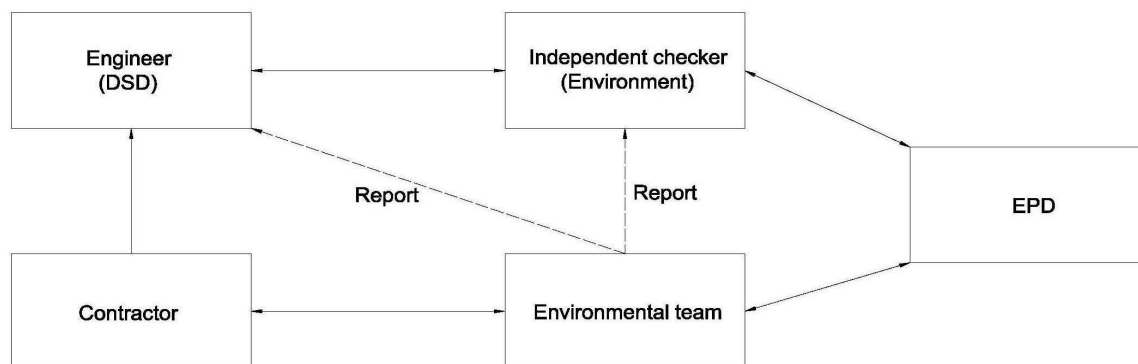 Engineer
(DSD)
Independent checker
(Environment)
Report
Report
EPD
Contractor
Environmental team